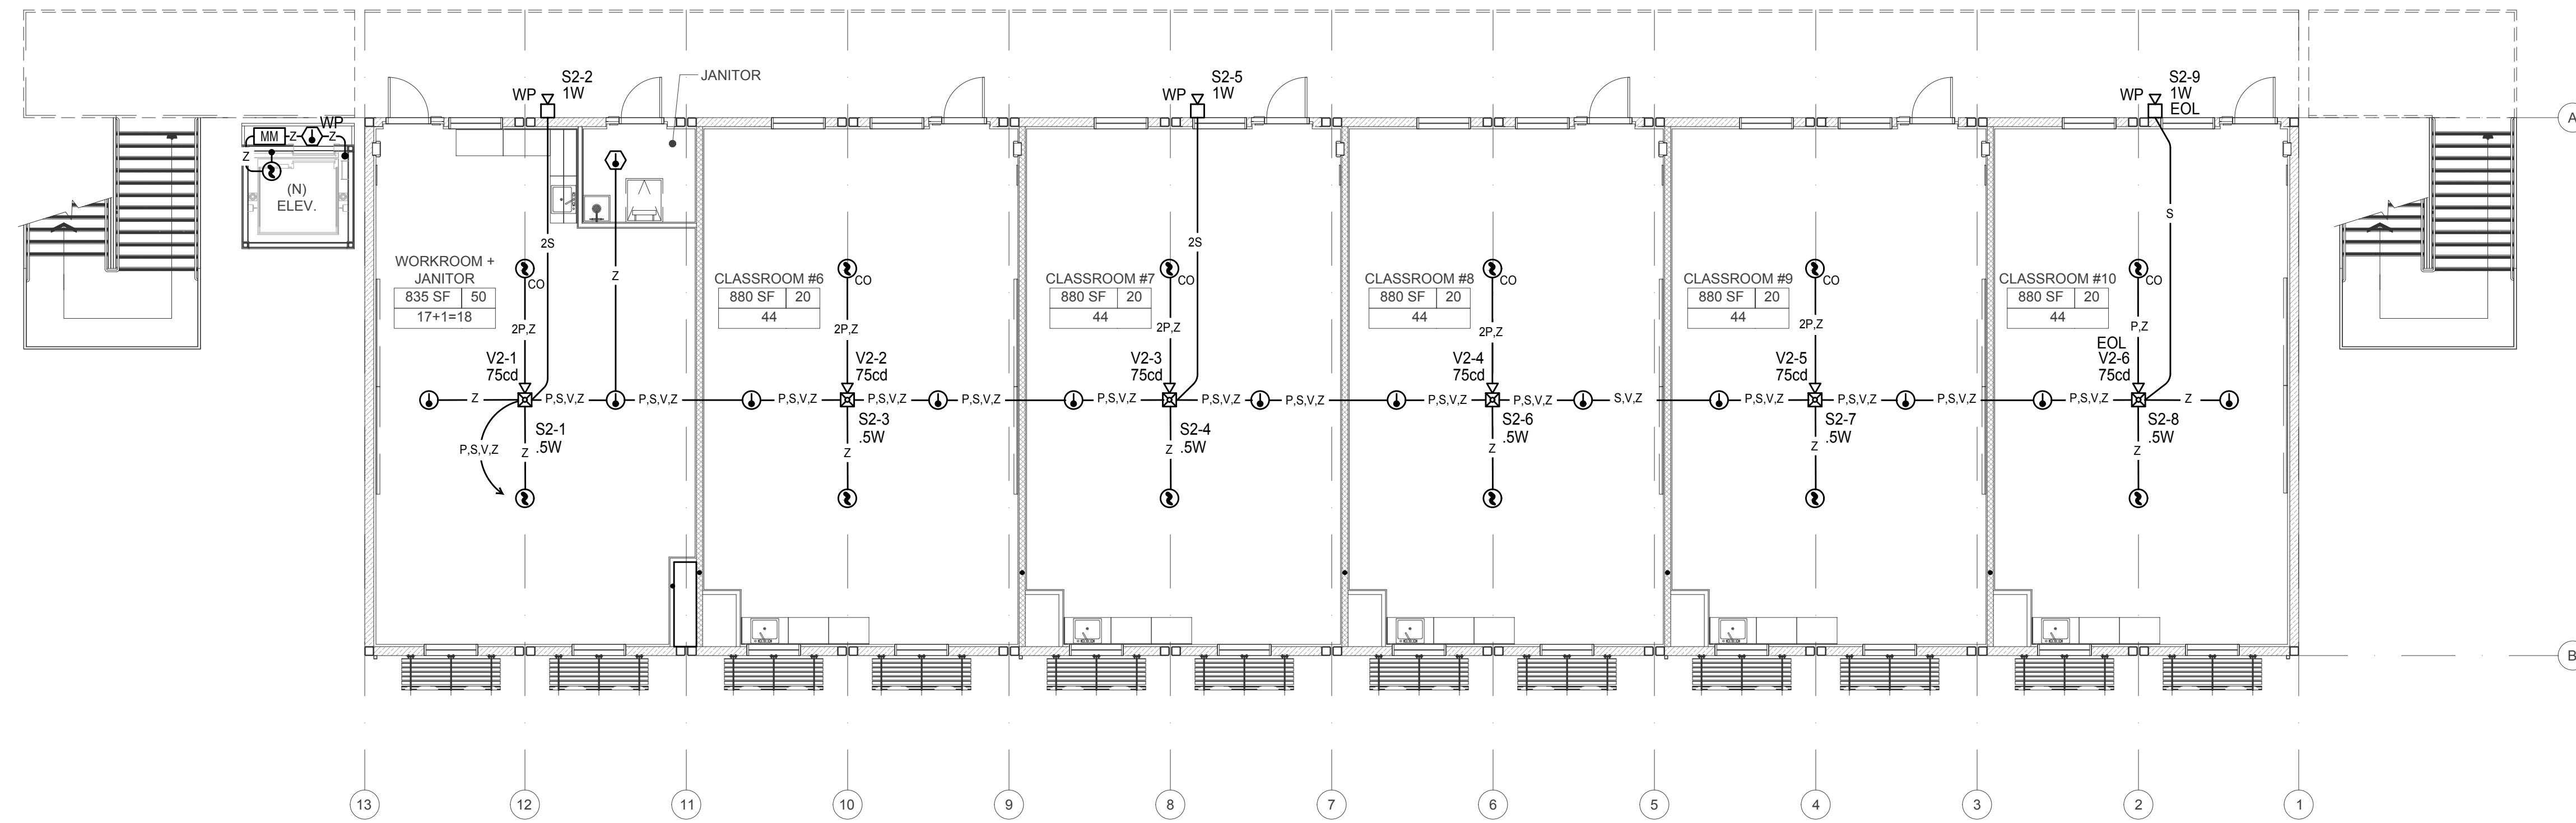 S2-2
WP 1W
JANITOR
S2-5
WP 1W
S2-9
WP 1W
EOL
A
WP
MM Z Z
Z
(N)
ELEV.
2S
2S
S
Z
WORKROOM +
JANITOR
835 SF 50
17+1=18
CLASSROOM #6
880 SF 20
44
CLASSROOM #7
880 SF 20
44
CLASSROOM #8
880 SF 20
44
CLASSROOM #9
880 SF 20
44
CLASSROOM #10
880 SF 20
44
CO CO CO CO CO CO
2P,Z 2P,Z 2P,Z 2P,Z 2P,Z P,Z
V2-1
75cd
V2-2
75cd
V2-3
75cd
V2-4
75cd
V2-5
75cd
EOL
V2-6
75cd
Z P,S,V,Z P,S,V,Z P,S,V,Z P,S,V,Z P,S,V,Z P,S,V,Z P,S,V,Z P,S,V,Z P,S,V,Z P,S,V,Z S,V,Z P,S,V,Z P,S,V,Z P,S,V,Z P,S,V,Z Z
S2-1
.5W
S2-3
.5W
S2-4
.5W
S2-6
.5W
S2-7
.5W
S2-8
.5W
P,S,V,Z Z Z Z Z Z Z
B
13 12 11 10 9 8 7 6 5 4 3 2 1